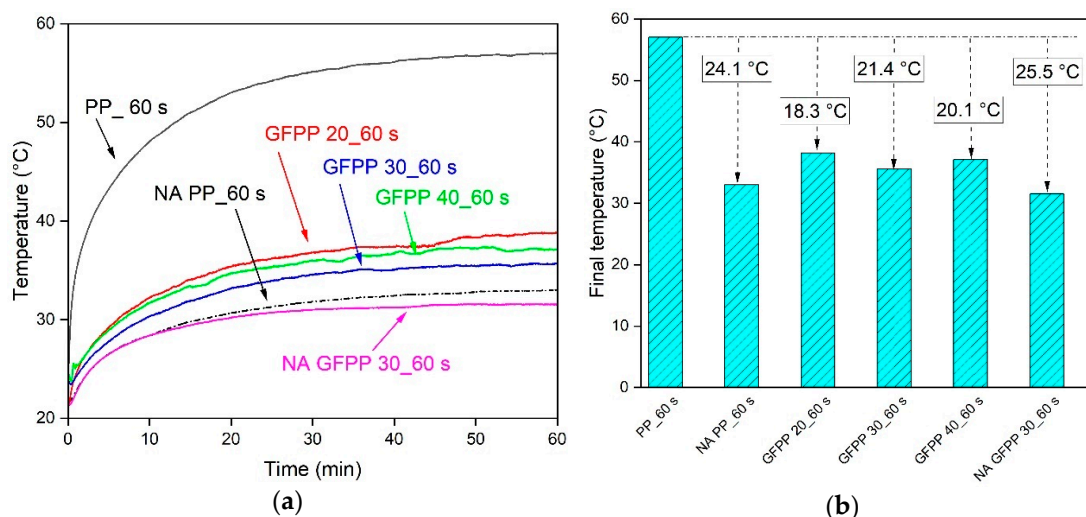 60
50
40
30
20
Temperature (°C)
0
10
20
30
40
50
60
Time (min)
PP_ 60 s
GFPP 20_60 s
GFPP 30_60 s
NA PP_60 s
GFPP 40_60 s
NA GFPP 30_60 s
(a)
60
50
40
30
20
10
0
Final temperature (°C)
24.1 °C
18.3 °C
21.4 °C
20.1 °C
25.5 °C
PP_60 s
NA PP_60 s
GFPP 20_60 s
GFPP 30_60 s
GFPP 40_60 s
NA GFPP 30_60 s
(b)